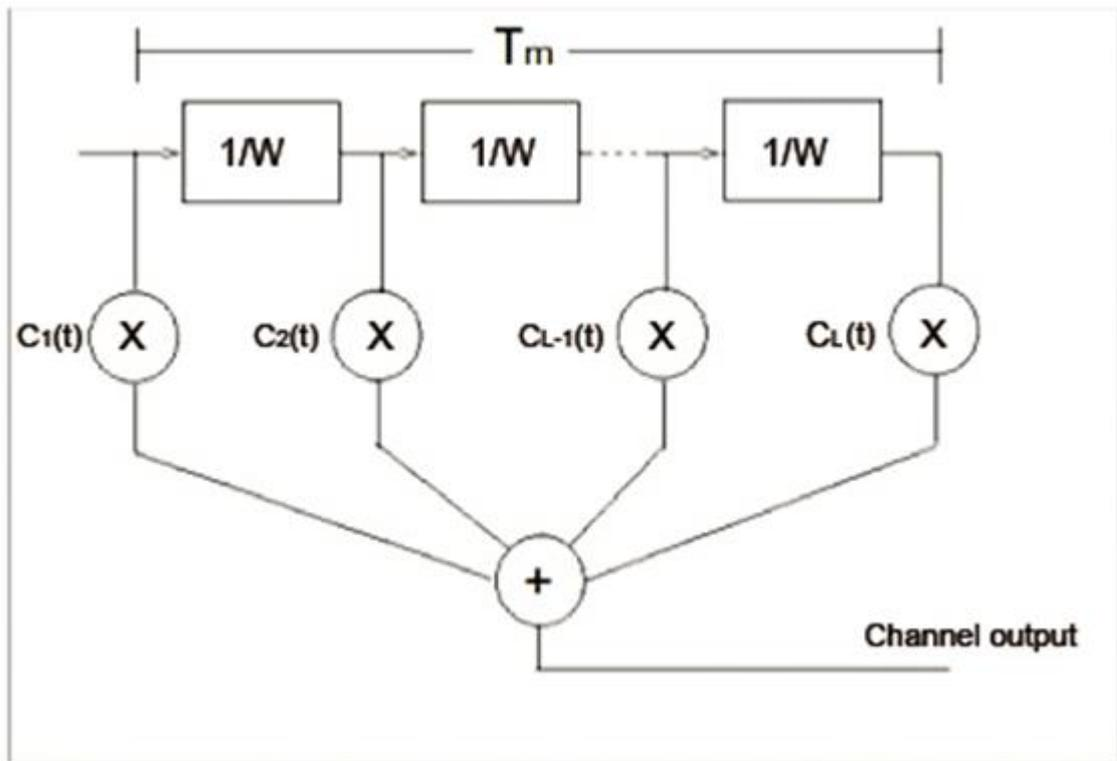 Tm
1/W
1/W
1/W
C1(t)
X
C2(t)
X
CL-1(t)
X
CL(t)
X
+
Channel output